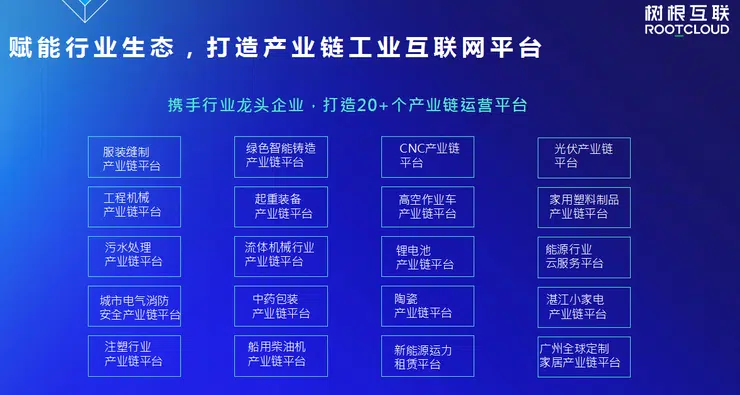 树根互联
ROOTCLOUD
赋能行业生态，打造产业链工业互联网平台
携手行业龙头企业，打造20+个产业链运营平台
服装缝制
产业链平台
绿色智能铸造
产业链平台
CNC产业链
平台
光伏产业链
平台
工程机械
产业链平台
起重装备
产业链平台
高空作业车
产业链平台
家用塑料制品
产业链平台
污水处理
产业链平台
流体机械行业
产业链平台
锂电池
产业链平台
能源行业
云服务平台
城市电气消防
安全产业链平台
中药包装
产业链平台
陶瓷
产业链平台
湛江小家电
产业链平台
注塑行业
产业链平台
船用柴油机
产业链平台
新能源运力
租赁平台
广州全球定制
家居产业链平台